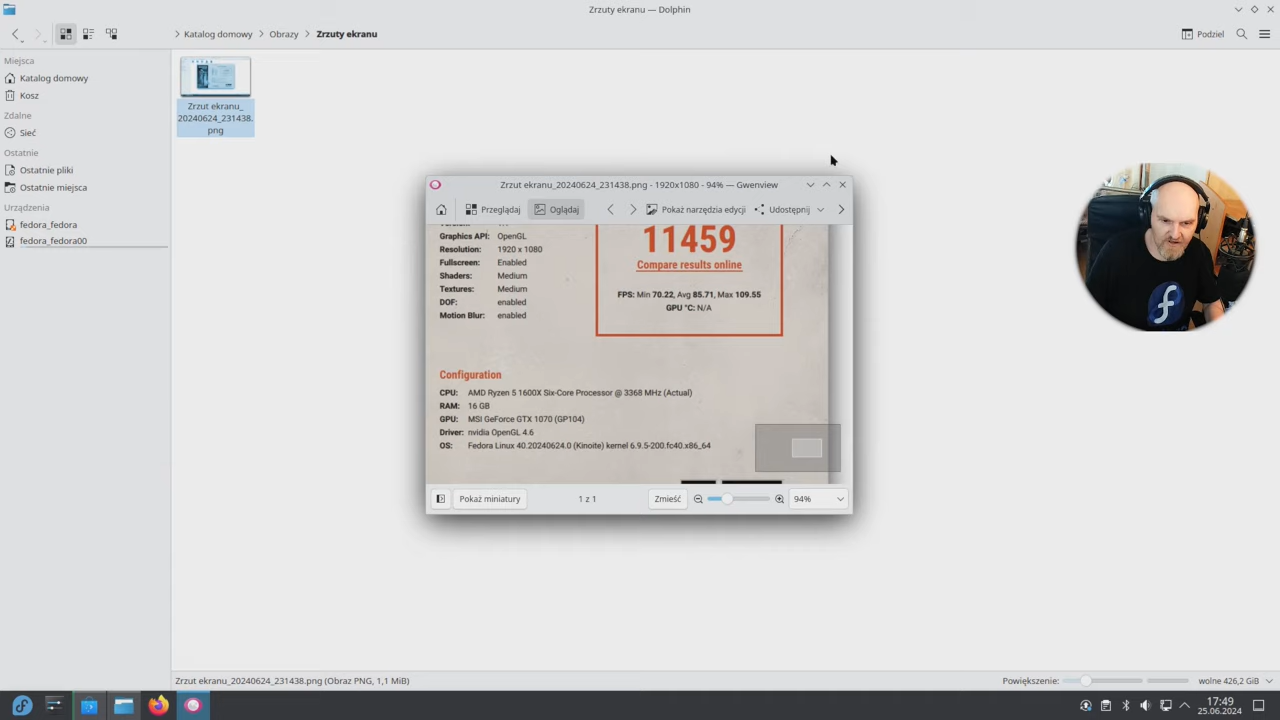 Zrzuty ekranu — Dolphin
Katalog domowy
Obrazy
Zrzuty ekranu
Podziel
Miejsca
Katalog domowy
Kosz
Zdalne
Sieć
Ostatnie
Ostatnie pliki
Ostatnie miejsca
Urządzenia
fedora_fedora
fedora_fedora00
Zrzut ekranu_
20240624_231438.
png
Zrzut ekranu_20240624_231438.png - 1920x1080 - 94% — Gwenview
Przeglądaj
Oglądaj
Pokaż narzędzia edycji
Udostępnij
Graphics API: OpenGL
Resolution: 1920 x 1080
Fullscreen: Enabled
Shaders: Medium
Textures: Medium
DOF: enabled
Motion Blur: enabled
11459
Compare results online
FPS: Min 70.22, Avg 85.71, Max 109.55
GPU °C: N/A
Configuration
CPU: AMD Ryzen 5 1600X Six-Core Processor @ 3368 MHz (Actual)
RAM: 16 GB
GPU: MSI GeForce GTX 1070 (GP104)
Driver: nvidia OpenGL 4.6
OS: Fedora Linux 40.20240624.0 (Kinoite) kernel 6.9.5-200.fc40.x86_64
Pokaż miniatury
1 z 1
Zmieść
94%
Zrzut ekranu_20240624_231438.png (Obraz PNG, 1,1 MiB)
Powiększenie:
wolne 426,2 GiB
17:49
25.06.2024